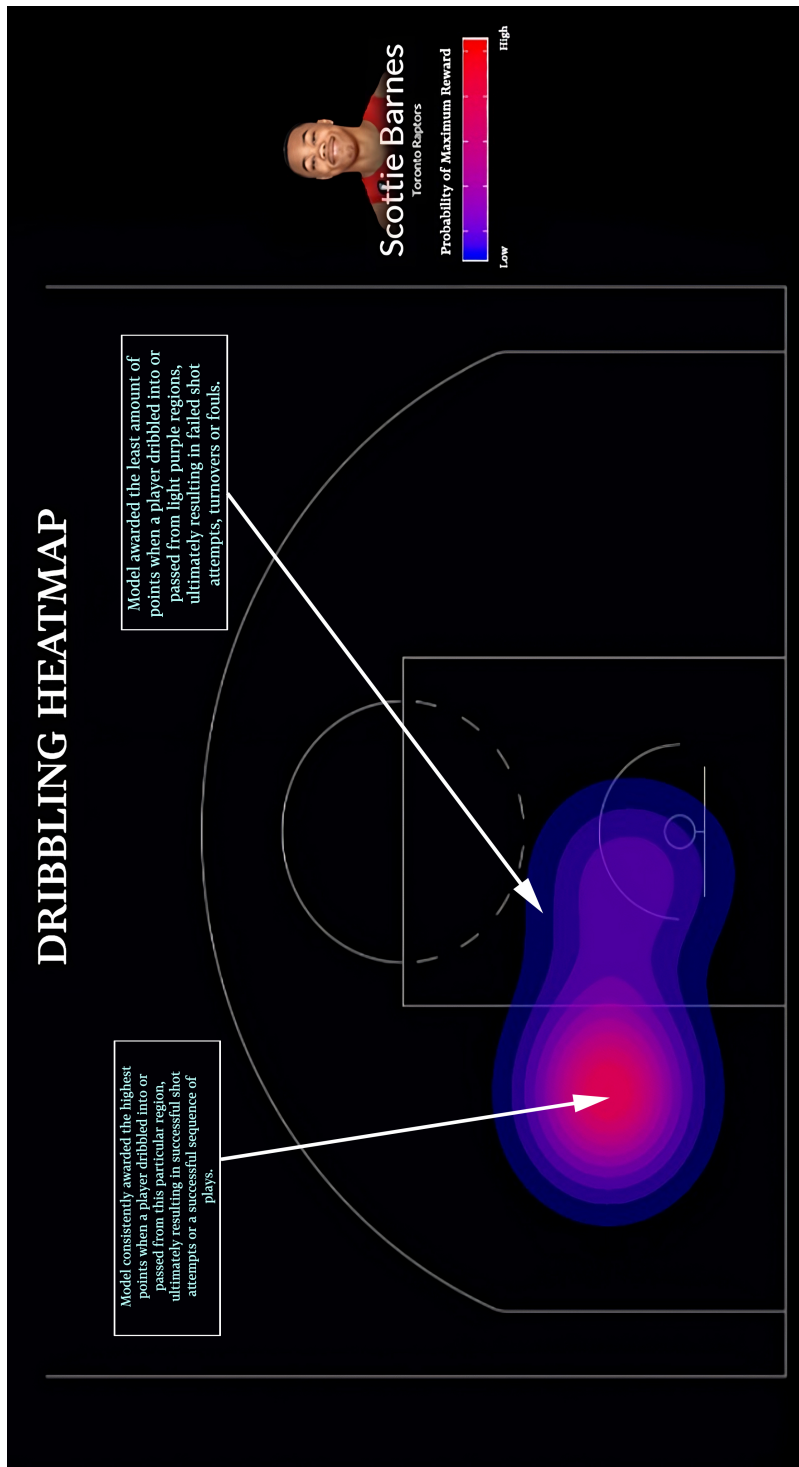 DRIBBLING HEATMAP
Model consistently awarded the highest
points when a player dribbled into or
passed from this particular region,
ultimately resulting in successful shot
attempts or a successful sequence of
plays.
Model awarded the least amount of
points when a player dribbled into or
passed from light purple regions,
ultimately resulting in failed shot
attempts, turnovers or fouls.
Scottie Barnes
Toronto Raptors
Probability of Maximum Reward
Low
High